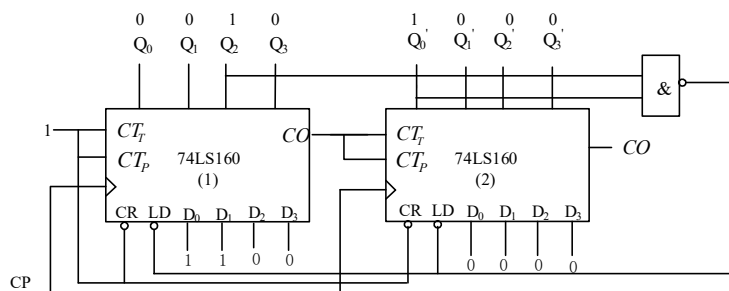 0 0 1 0 1 0 0 0
Q0 Q1 Q2 Q3 Q0' Q1' Q2' Q3'
&
1 CTT CO CTT
CTP 74LS160 CTP 74LS160 CO
(1) (2)
CR LD D0 D1 D2 D3 CR LD D0 D1 D2 D3
1 1 0 0 0 0 0 0
CP